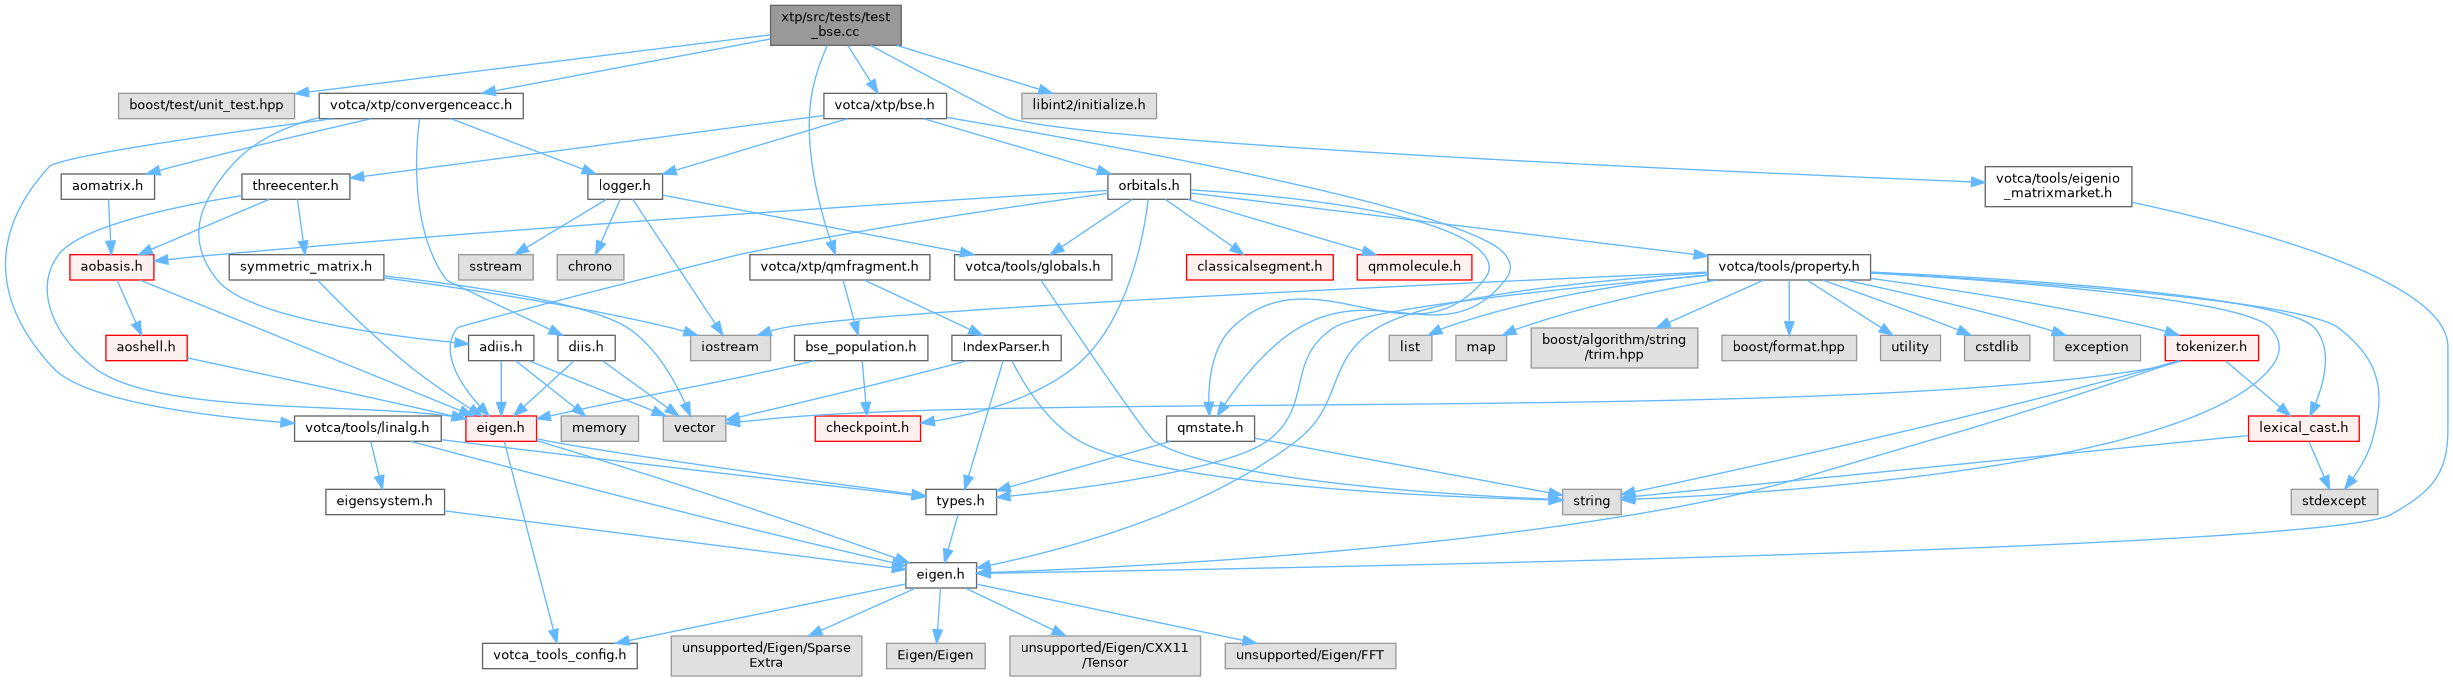 xtp/src/tests/test
_bse.cc
boost/test/unit_test.hpp
votca/xtp/convergenceacc.h
votca/xtp/bse.h
libint2/initialize.h
aomatrix.h
threecenter.h
logger.h
orbitals.h
votca/tools/eigenio
_matrixmarket.h
aobasis.h
symmetric_matrix.h
sstream
chrono
votca/xtp/qmfragment.h
votca/tools/globals.h
classicalsegment.h
qmmolecule.h
votca/tools/property.h
aoshell.h
adiis.h
diis.h
iostream
bse_population.h
IndexParser.h
list
map
boost/algorithm/string
/trim.hpp
boost/format.hpp
utility
cstdlib
exception
tokenizer.h
votca/tools/linalg.h
eigen.h
memory
vector
checkpoint.h
qmstate.h
lexical_cast.h
eigensystem.h
types.h
string
stdexcept
eigen.h
votca_tools_config.h
unsupported/Eigen/Sparse
Extra
Eigen/Eigen
unsupported/Eigen/CXX11
/Tensor
unsupported/Eigen/FFT